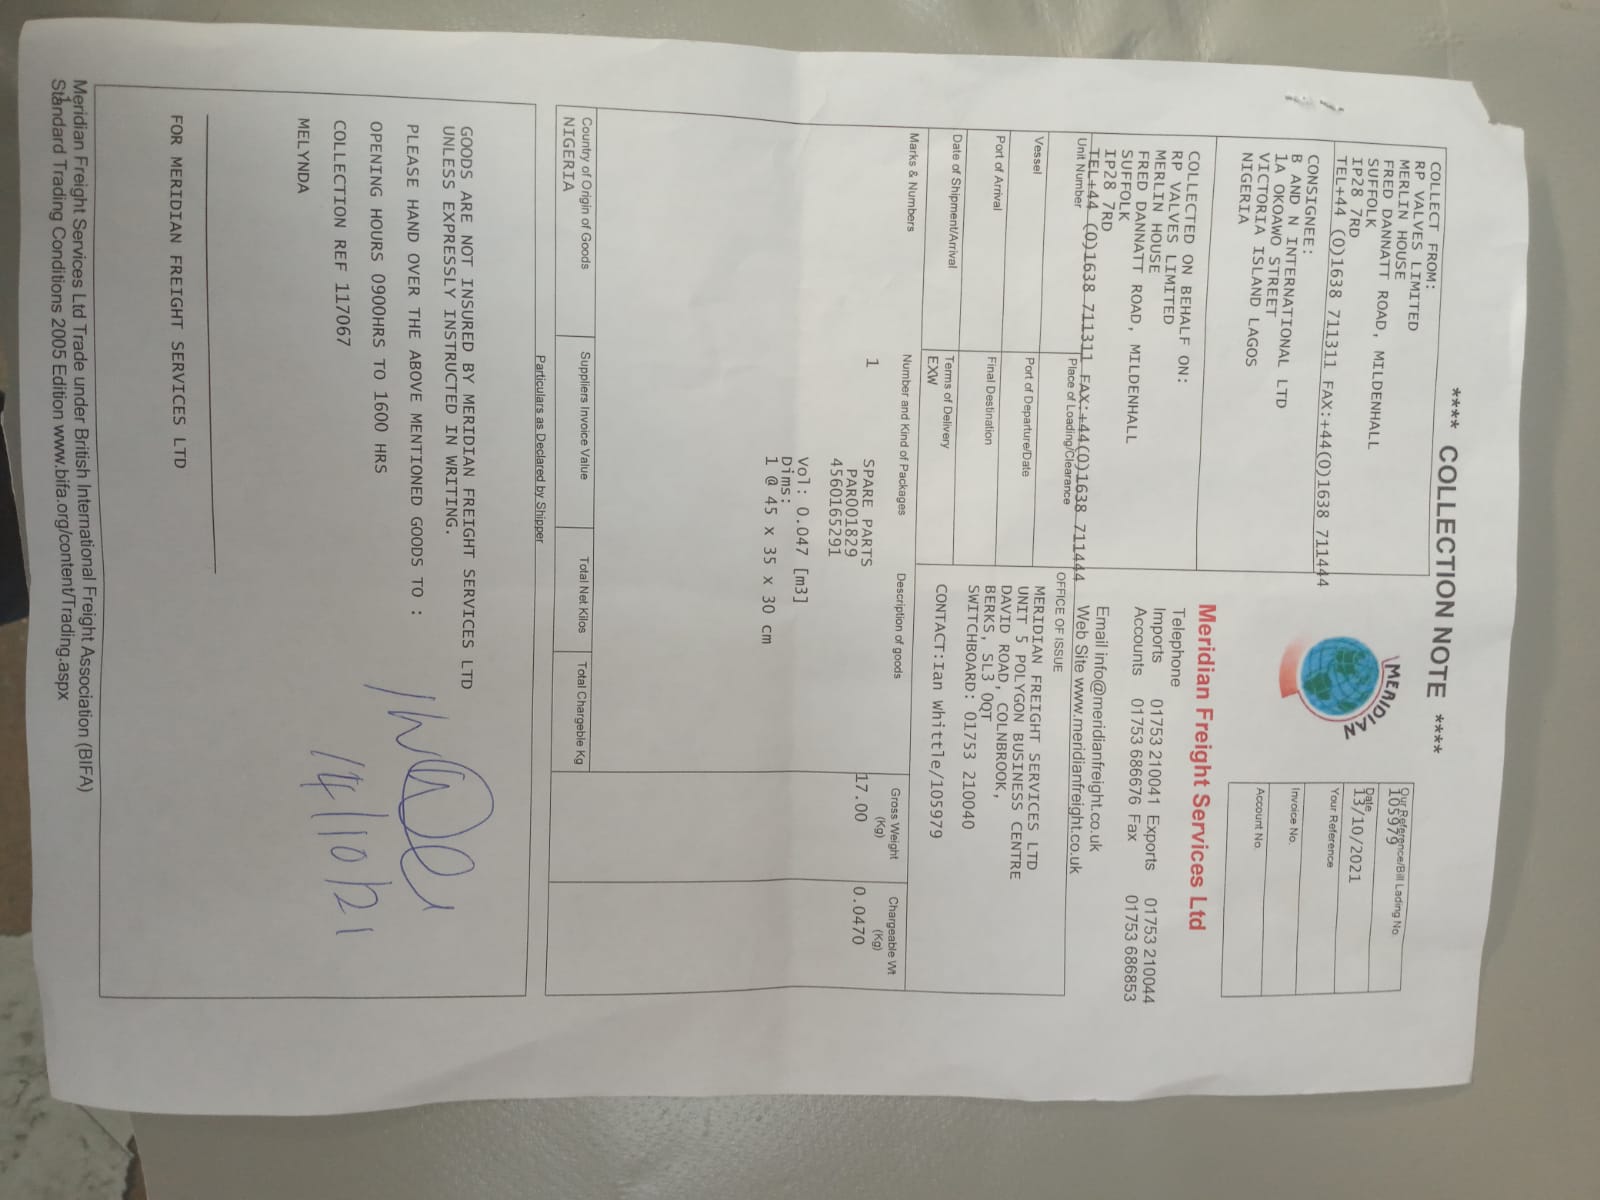 **** COLLECTION NOTE ****
COLLECT FROM:
RP VALVES LIMITED
MERLIN HOUSE
FRED DANNATT ROAD, MILDENHALL
SUFFOLK
IP28 7RD
TEL+44 (0)1638 711311 FAX:+44(0)1638 711444
CONSIGNEE:
B AND N INTERNATIONAL LTD
1A OKOAWO STREET
VICTORIA ISLAND LAGOS
NIGERIA
MERIDIAN
Our Reference/Bill Lading No.
105979
Date
13/10/2021
Your Reference
Invoice No.
Account No.
COLLECTED ON BEHALF ON:
RP VALVES LIMITED
MERLIN HOUSE
FRED DANNATT ROAD, MILDENHALL
SUFFOLK
IP28 7RD
TEL+44 (0)1638 711311 FAX:+44(0)1638 711444
Meridian Freight Services Ltd
Telephone
Imports 01753 210041 Exports 01753 210044
Accounts 01753 686676 Fax 01753 686853
Email info@meridianfreight.co.uk
Web Site www.meridianfreight.co.uk
Unit Number
Place of Loading/Clearance
OFFICE OF ISSUE
MERIDIAN FREIGHT SERVICES LTD
UNIT 5 POLYGON BUSINESS CENTRE
DAVID ROAD, COLNBROOK,
BERKS, SL3 0QT
SWITCHBOARD: 01753 210040
CONTACT:Ian Whittle/105979
Vessel
Port of Departure/Date
Port of Arrival
Final Destination
Date of Shipment/Arrival
Terms of Delivery
EXW
Marks & Numbers
Number and Kind of Packages
Description of goods
Gross Weight (Kg)
Chargeable Wt (Kg)
1
SPARE PARTS
17.00
0.0470
PAR001829
4560165291
Vol: 0.047 [m3]
Dims:
1 @ 45 x 35 x 30 cm
Country of Origin of Goods
NIGERIA
Suppliers Invoice Value
Total Net Kilos
Total Chargeble Kg
Particulars as Declared by Shipper
GOODS ARE NOT INSURED BY MERIDIAN FREIGHT SERVICES LTD
UNLESS EXPRESSLY INSTRUCTED IN WRITING.
PLEASE HAND OVER THE ABOVE MENTIONED GOODS TO :
OPENING HOURS 0900HRS TO 1600 HRS
COLLECTION REF 117067
MELYNDA
14/10/21
FOR MERIDIAN FREIGHT SERVICES LTD
Meridian Freight Services Ltd Trade under British International Freight Association (BIFA)
Standard Trading Conditions 2005 Edition www.bifa.org/content/Trading.aspx